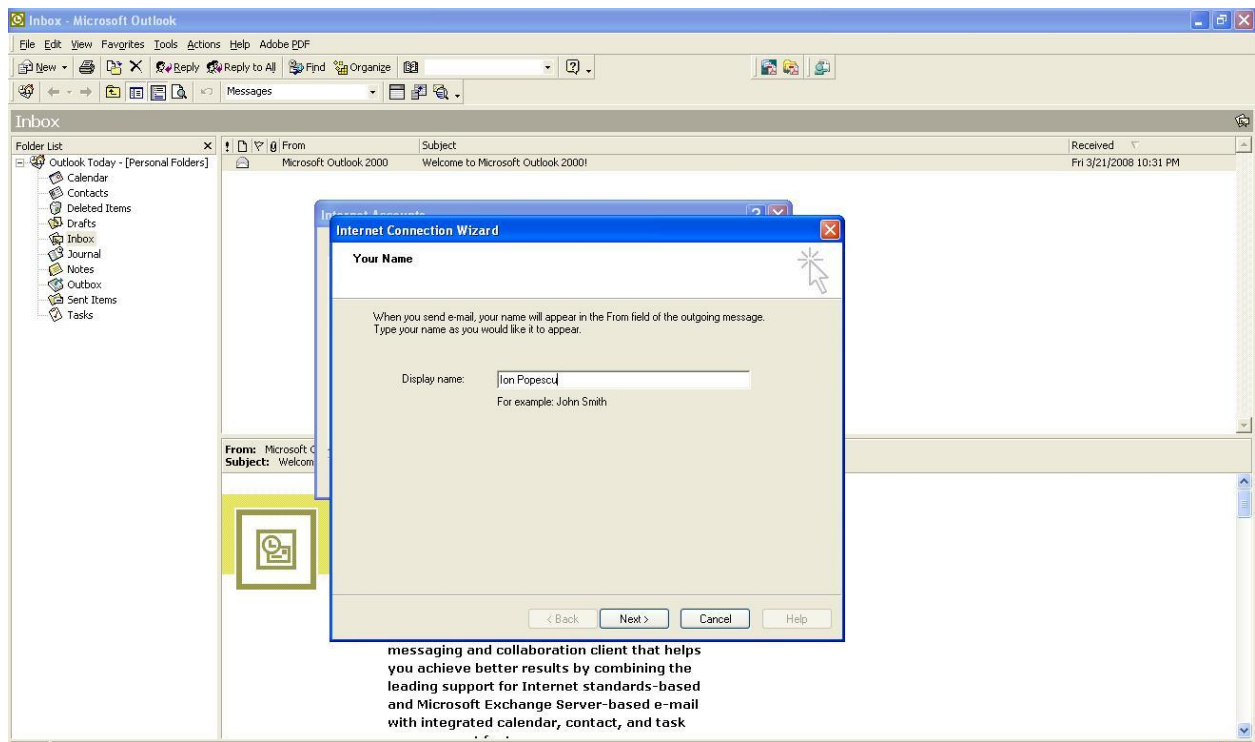 Inbox - Microsoft Outlook
File Edit View Favorites Tools Actions Help Adobe PDF
New Reply Reply to All Find Organize
Messages
Inbox
Folder List
From Subject Received
Outlook Today - [Personal Folders]
Microsoft Outlook 2000 Welcome to Microsoft Outlook 2000! Fri 3/21/2008 10:31 PM
Calendar
Contacts
Deleted Items
Drafts
Inbox
Journal
Notes
Outbox
Sent Items
Tasks
Internet Accounts
Internet Connection Wizard
Your Name
When you send e-mail, your name will appear in the From field of the outgoing message.
Type your name as you would like it to appear.
Display name: Ion Popescu
For example: John Smith
From: Microsoft
Subject: Welcom
< Back Next > Cancel Help
messaging and collaboration client that helps
you achieve better results by combining the
leading support for Internet standards-based
and Microsoft Exchange Server-based e-mail
with integrated calendar, contact, and task